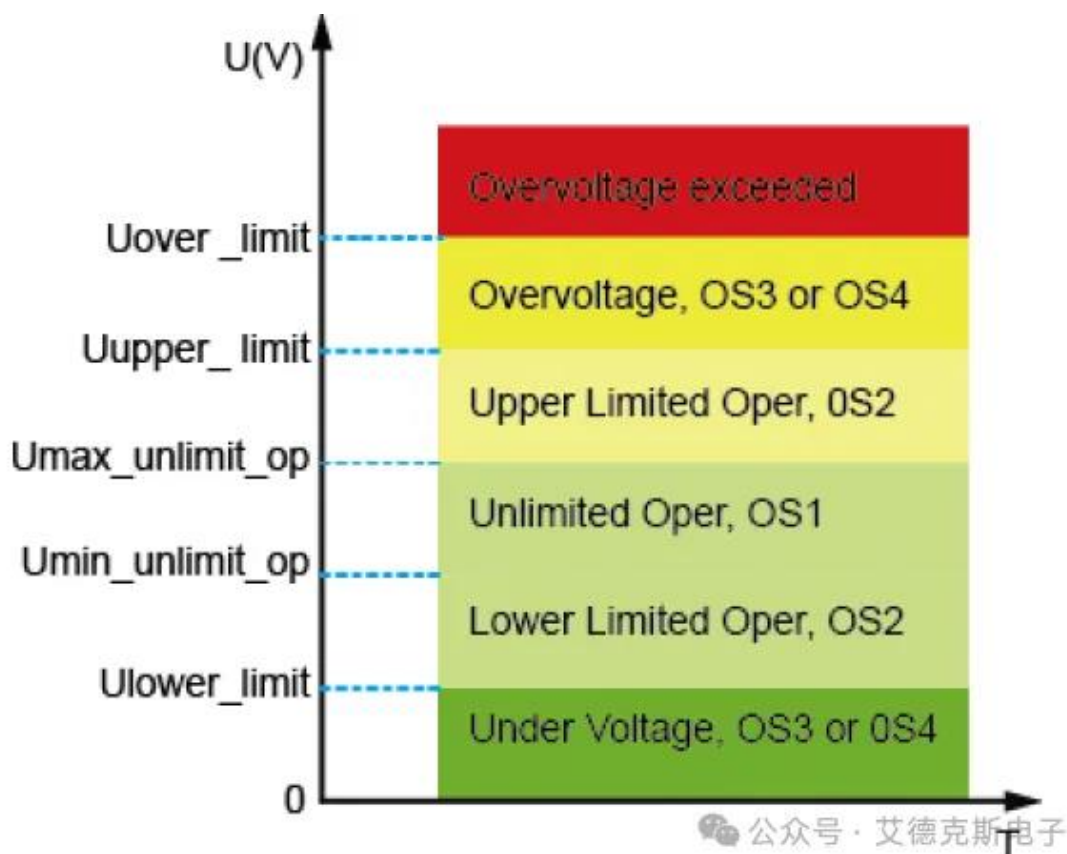 U(V)
Overvoltage exceeded
Uover _limit
Overvoltage, OS3 or OS4
Uupper_ limit
Upper Limited Oper, 0S2
Umax_unlimit_op
Unlimited Oper, OS1
Umin_unlimit_op
Lower Limited Oper, OS2
Ulower_limit
Under Voltage, OS3 or 0S4
0
T
公众号 · 艾德克斯电子